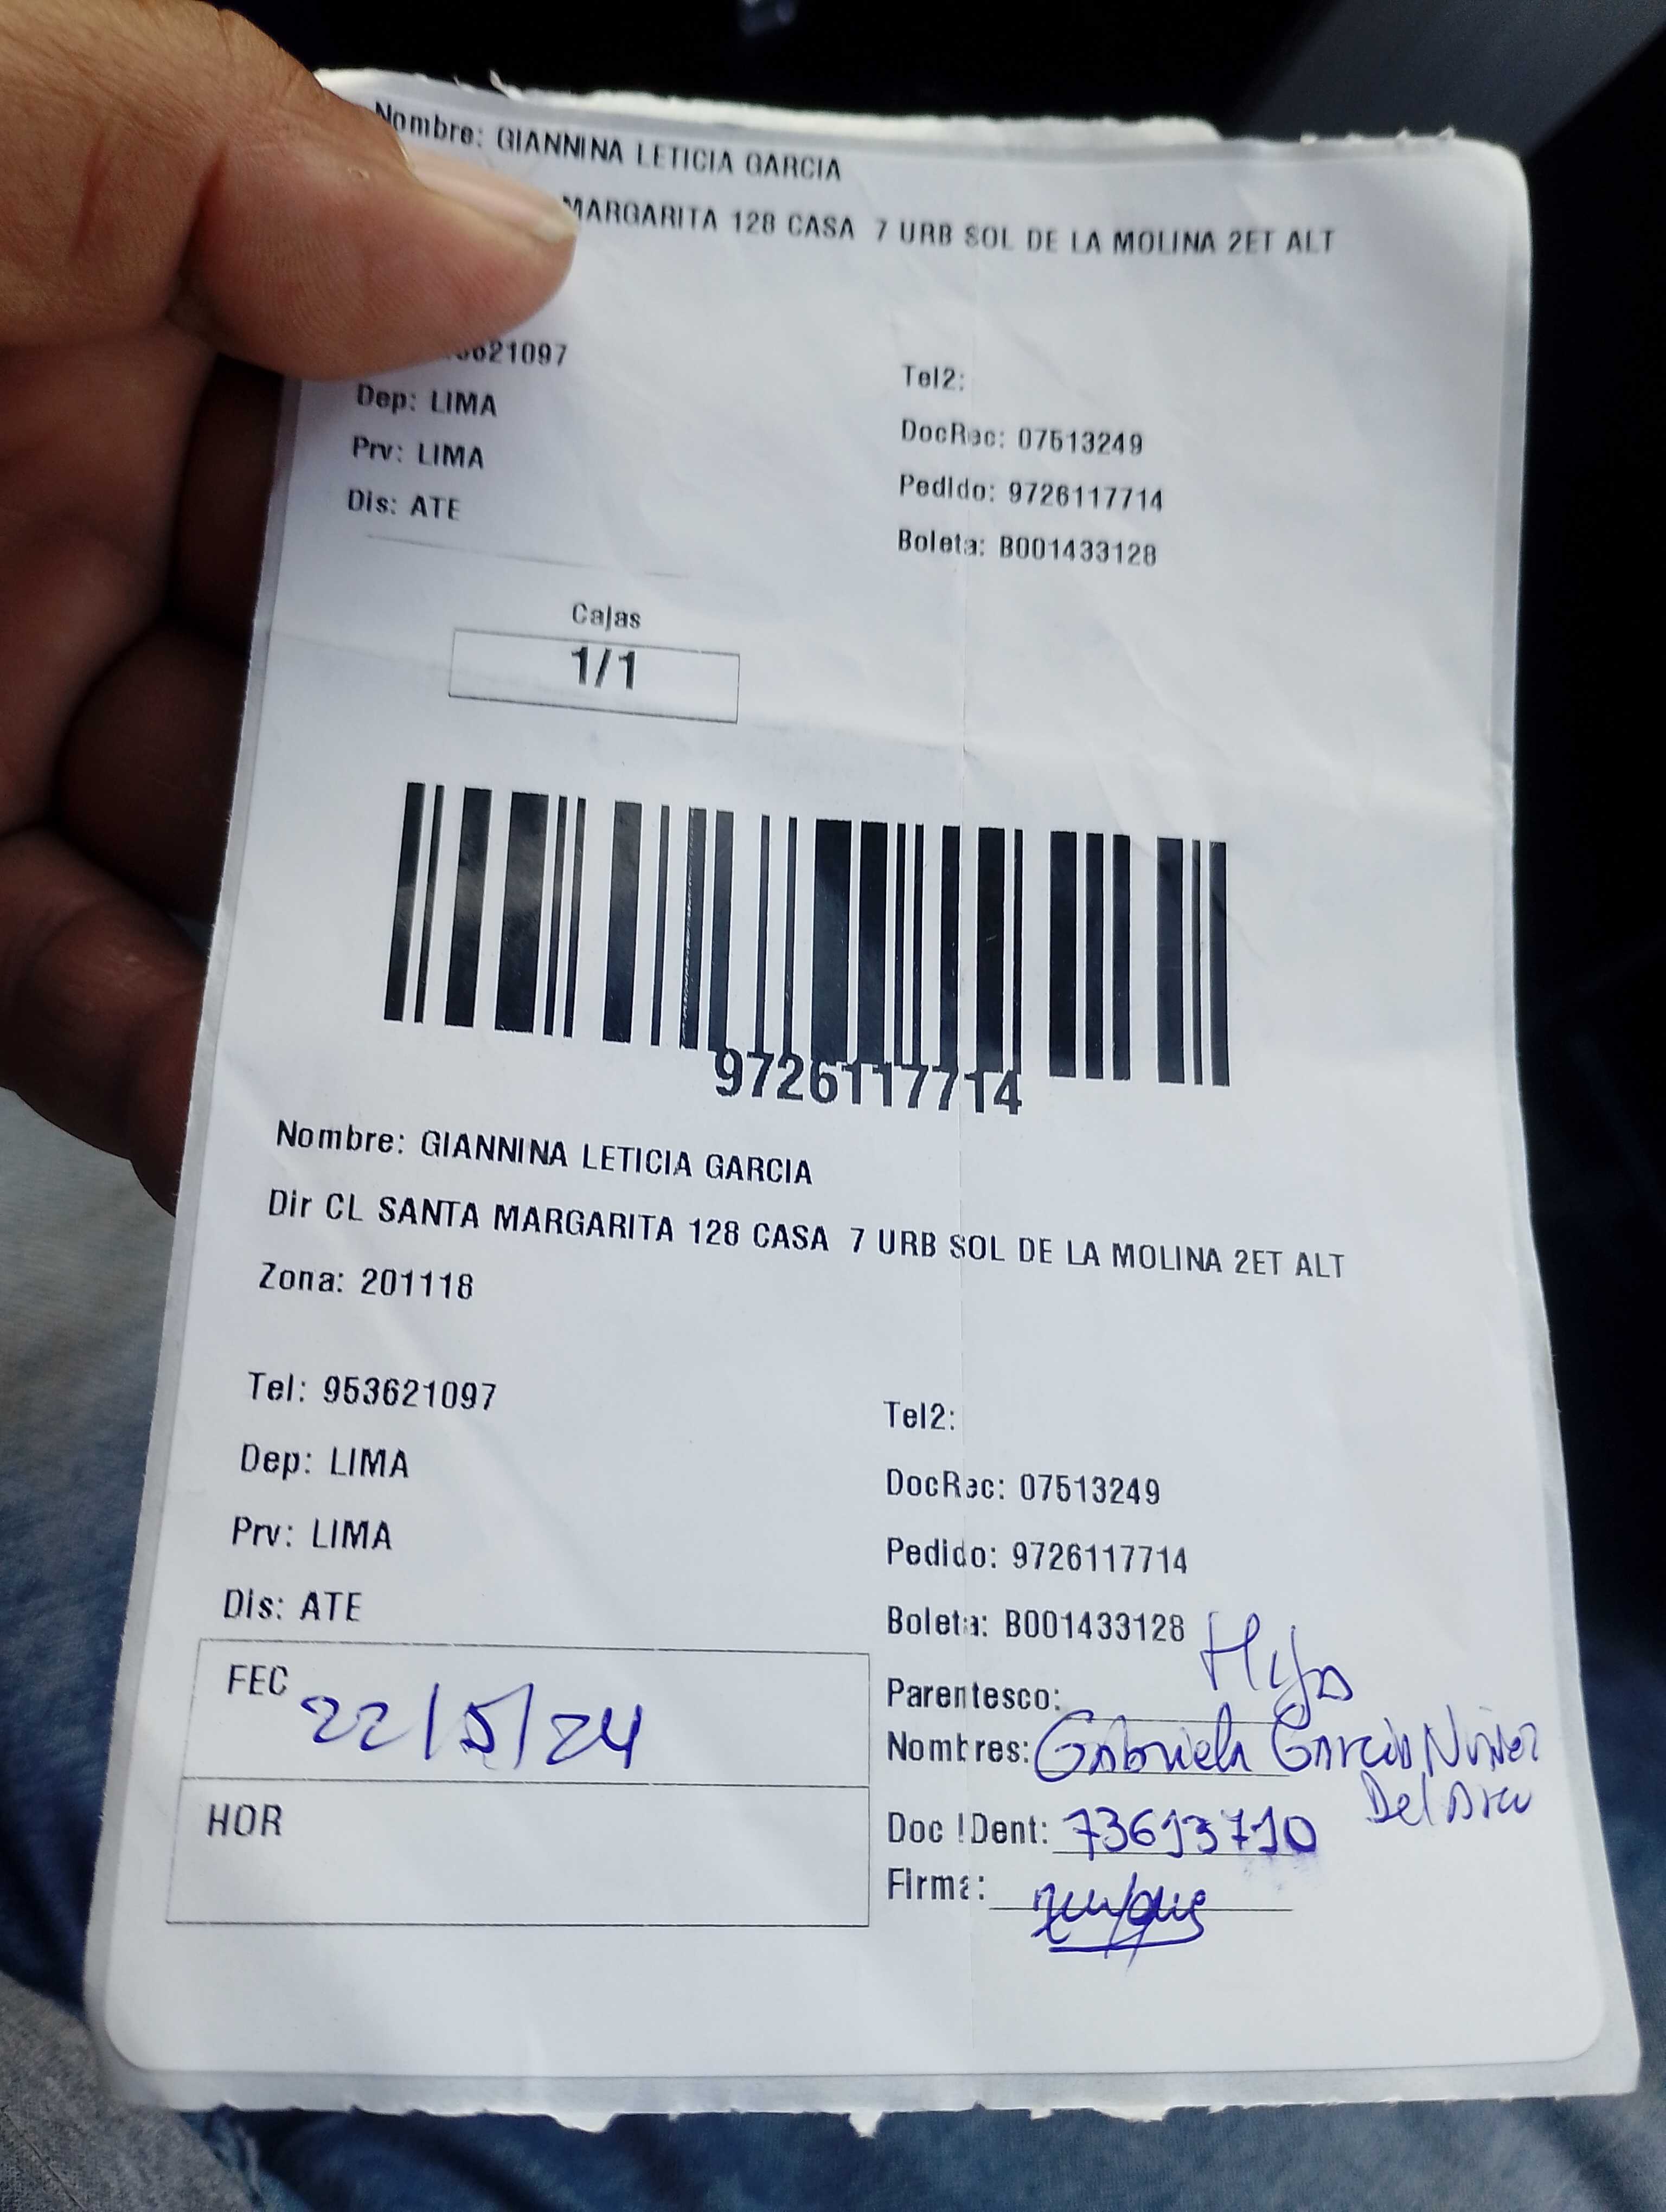 Nombre: GIANNINA LETICIA GARCIA
MARGARITA 128 CASA 7 URB SOL DE LA MOLINA 2ET ALT
3621097
Tel2:
Dep: LIMA
DocRec: 07513249
Prv: LIMA
Pedido: 9726117714
Dis: ATE
Boleta: B001433128
Cajas
1/1
9726117714
Nombre: GIANNINA LETICIA GARCIA
Dir CL SANTA MARGARITA 128 CASA 7 URB SOL DE LA MOLINA 2ET ALT
Zona: 201118
Tel: 953621097
Tel2:
Dep: LIMA
DocRec: 07513249
Prv: LIMA
Pedido: 9726117714
Dis: ATE
Boleta: B001433128
FEC 22/5/24
Parentesco: Hija
Nombres: Gabriela Garcia Nuñez
Del Arco
HOR
Doc IDent: 73613710
Firma: